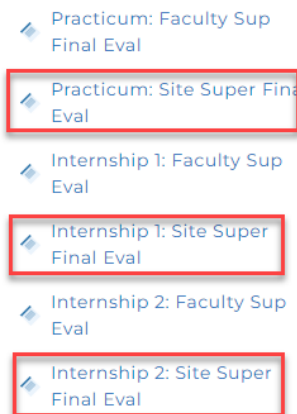 Practicum: Faculty Sup
Final Eval
Practicum: Site Super Fina
Eval
Internship 1: Faculty Sup
Eval
Internship 1: Site Super
Final Eval
Internship 2: Faculty Sup
Eval
Internship 2: Site Super
Final Eval